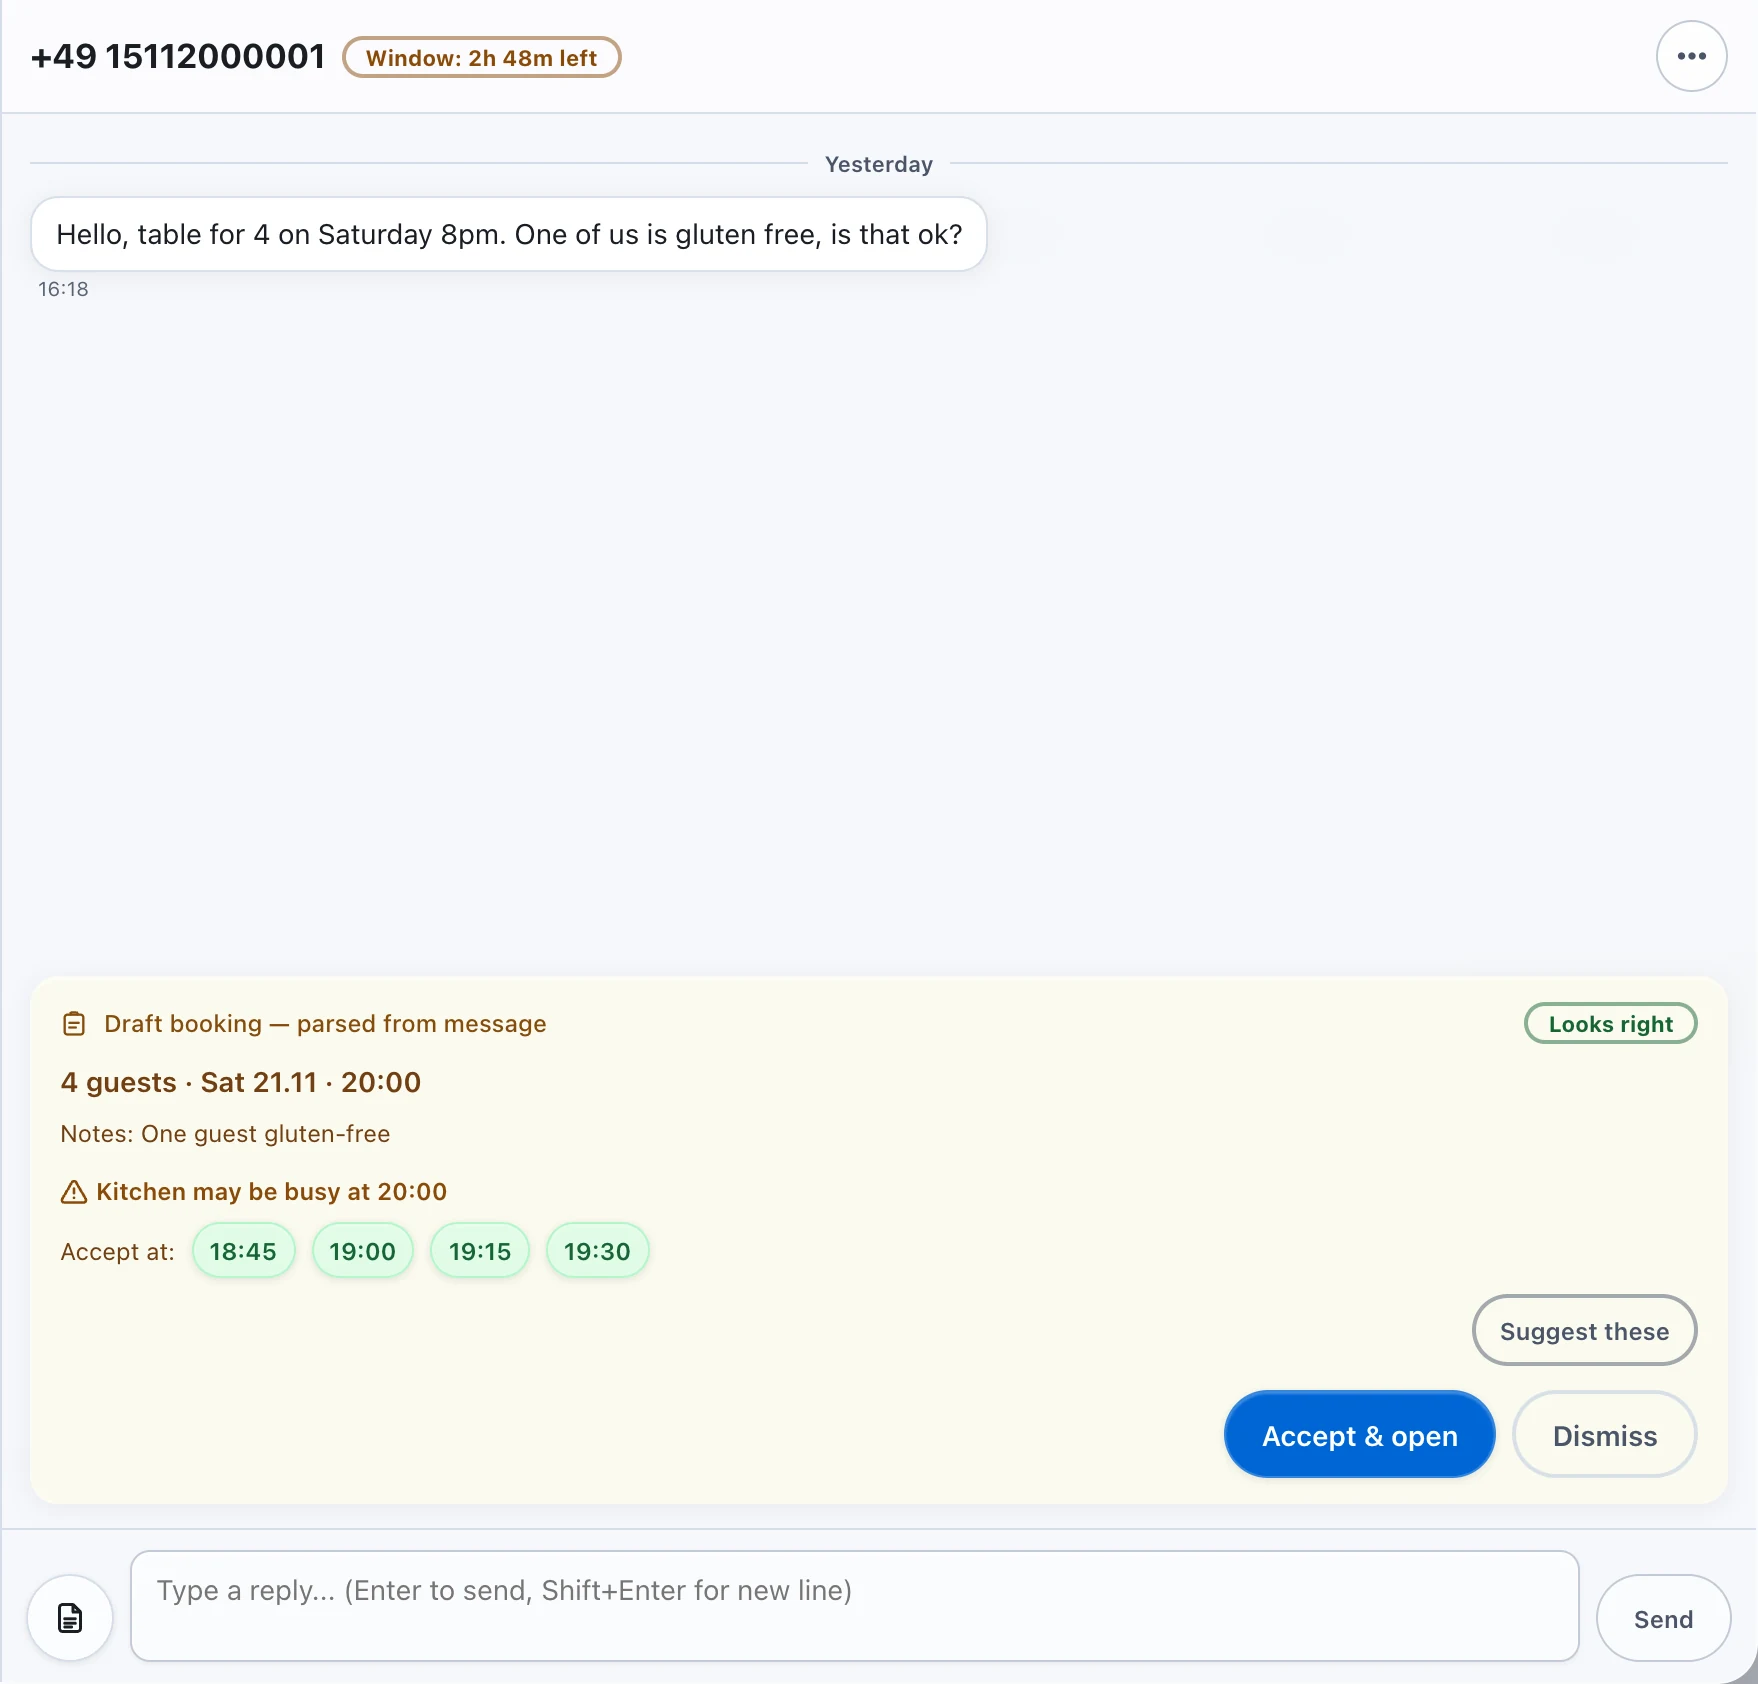 +49 15112000001 Window: 2h 48m left
Yesterday
Hello, table for 4 on Saturday 8pm. One of us is gluten free, is that ok?
16:18
Draft booking — parsed from message Looks right
4 guests · Sat 21.11 · 20:00
Notes: One guest gluten-free
Kitchen may be busy at 20:00
Accept at: 18:45 19:00 19:15 19:30
Suggest these
Accept & open Dismiss
Type a reply... (Enter to send, Shift+Enter for new line)
Send